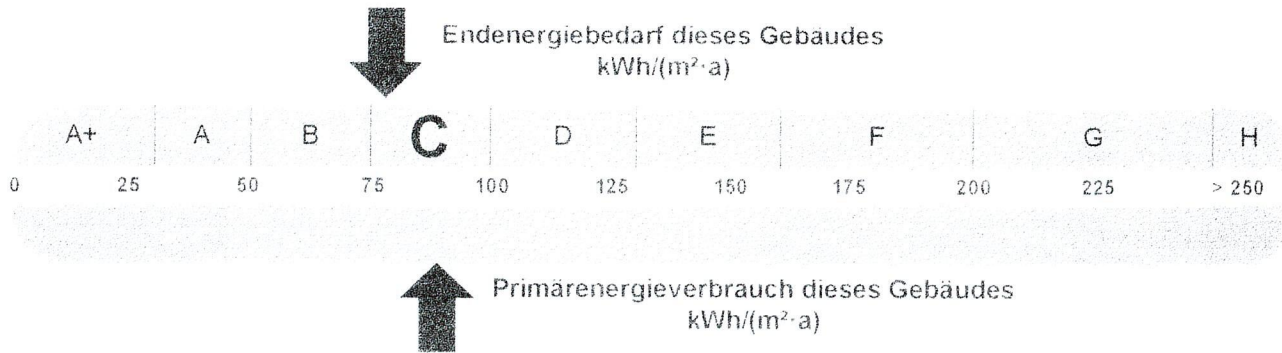 Endenergiebedarf dieses Gebäudes
kWh/(m²·a)
A+ A B C D E F G H
0 25 50 75 100 125 150 175 200 225 > 250
Primärenergieverbrauch dieses Gebäudes
kWh/(m²·a)